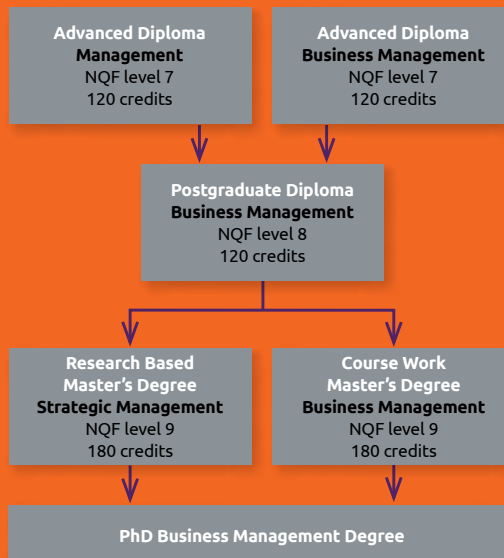 Advanced Diploma
Management
NQF level 7
120 credits
Advanced Diploma
Business Management
NQF level 7
120 credits
Postgraduate Diploma
Business Management
NQF level 8
120 credits
Research Based
Master's Degree
Strategic Management
NQF level 9
180 credits
Course Work
Master's Degree
Business Management
NQF level 9
180 credits
PhD Business Management Degree